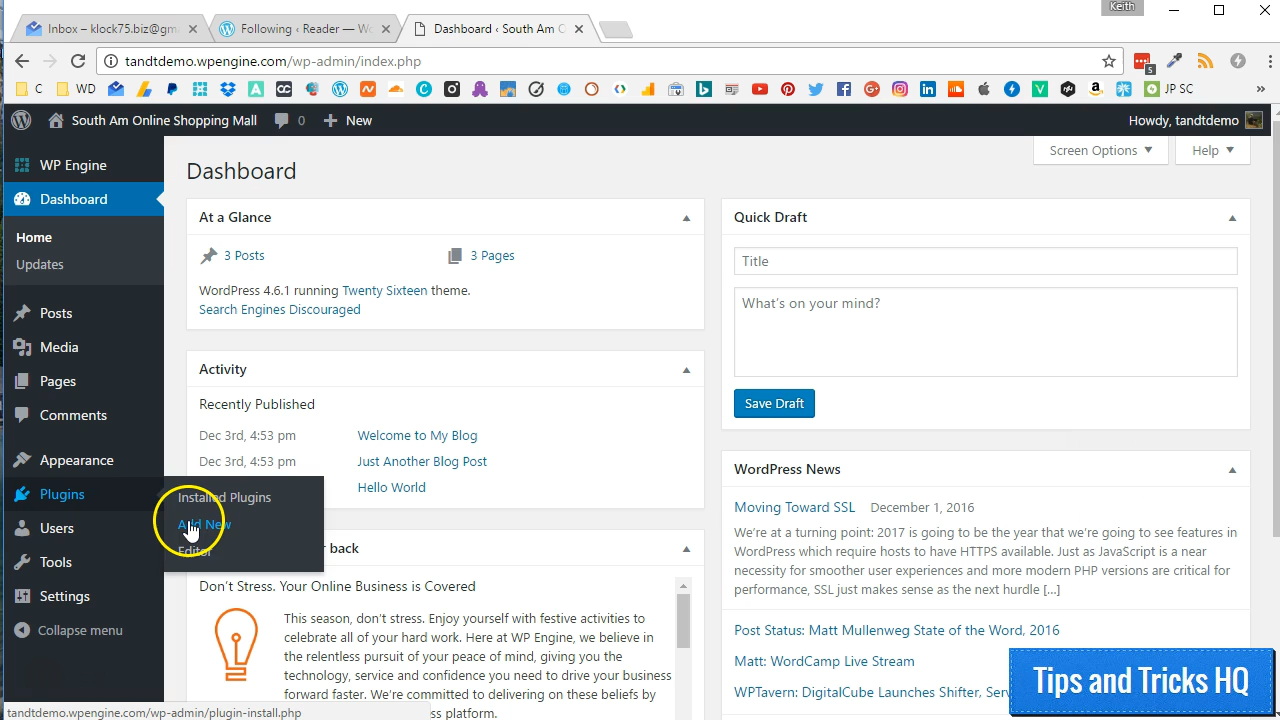 Keith
Inbox – klock75.biz@gm
Following ‹ Reader — Wo
Dashboard ‹ South Am O
tandtdemo.wpengine.com/wp-admin/index.php
5
C
WD
JP SC
South Am Online Shopping Mall
0
New
Howdy, tandtdemo
WP Engine
Dashboard
Home
Updates
Posts
Media
Pages
Comments
Appearance
Plugins
Users
Tools
Settings
Collapse menu
Installed Plugins
Add New
Editor
Dashboard
Screen Options
Help
At a Glance
3 Posts
3 Pages
WordPress 4.6.1 running Twenty Sixteen theme.
Search Engines Discouraged
Activity
Recently Published
Dec 3rd, 4:53 pm Welcome to My Blog
Dec 3rd, 4:53 pm Just Another Blog Post
Hello World
r back
Don't Stress. Your Online Business is Covered
This season, don't stress. Enjoy yourself with festive activities to
celebrate all of your hard work. Here at WP Engine, we believe in
the relentless pursuit of your peace of mind, giving you the
technology, service and confidence you need to drive your business
forward faster. We're committed to delivering on these beliefs by
s platform.
Quick Draft
Title
What's on your mind?
Save Draft
WordPress News
Moving Toward SSL December 1, 2016
We're at a turning point: 2017 is going to be the year that we're going to see features in
WordPress which require hosts to have HTTPS available. Just as JavaScript is a near
necessity for smoother user experiences and more modern PHP versions are critical for
performance, SSL just makes sense as the next hurdle […]
Post Status: Matt Mullenweg State of the Word, 2016
Matt: WordCamp Live Stream
WPTavern: DigitalCube Launches Shifter, Serv
Tips and Tricks HQ
tandtdemo.wpengine.com/wp-admin/plugin-install.php